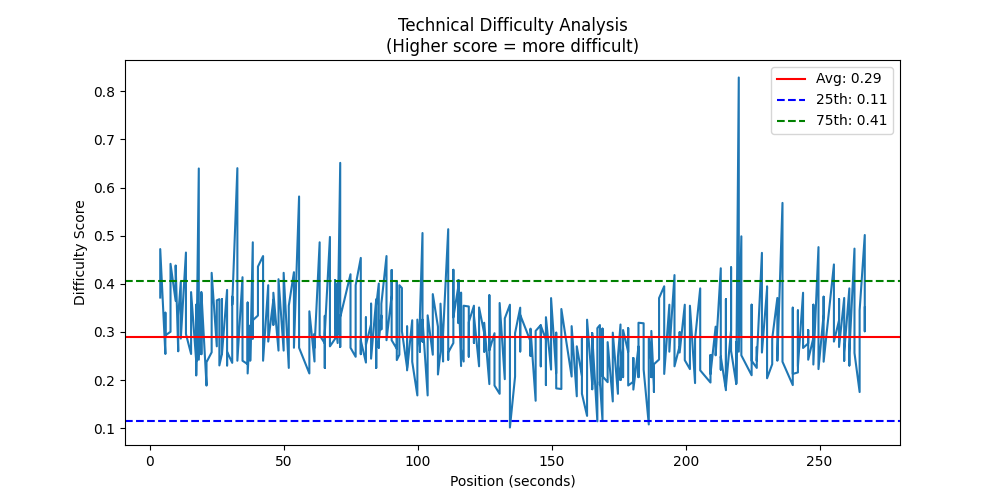 Technical Difficulty Analysis
(Higher score = more difficult)
Avg: 0.29
25th: 0.11
75th: 0.41
Difficulty Score
0.8
0.7
0.6
0.5
0.4
0.3
0.2
0.1
0
50
100
150
200
250
Position (seconds)